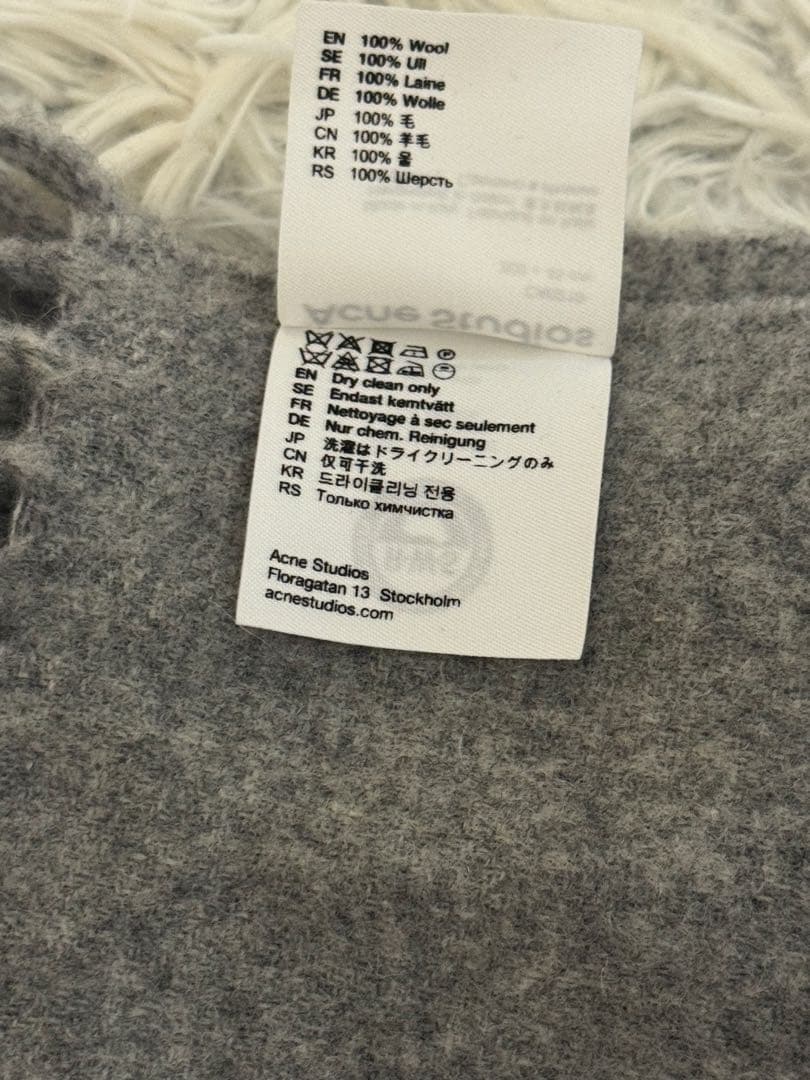 EN 100% Wool
SE 100% Ull
FR 100% Laine
DE 100% Wolle
JP 100% 毛
CN 100% 羊毛
KR 100% 울
RS 100% Шерсть
Acne Studios
EN Dry clean only
SE Endast kemtvätt
FR Nettoyage à sec seulement
DE Nur chem. Reinigung
JP 洗濯はドライクリーニングのみ
CN 仅可干洗
KR 드라이클리닝 전용
RS Только химчистка
Acne Studios
Floragatan 13 Stockholm
acnestudios.com